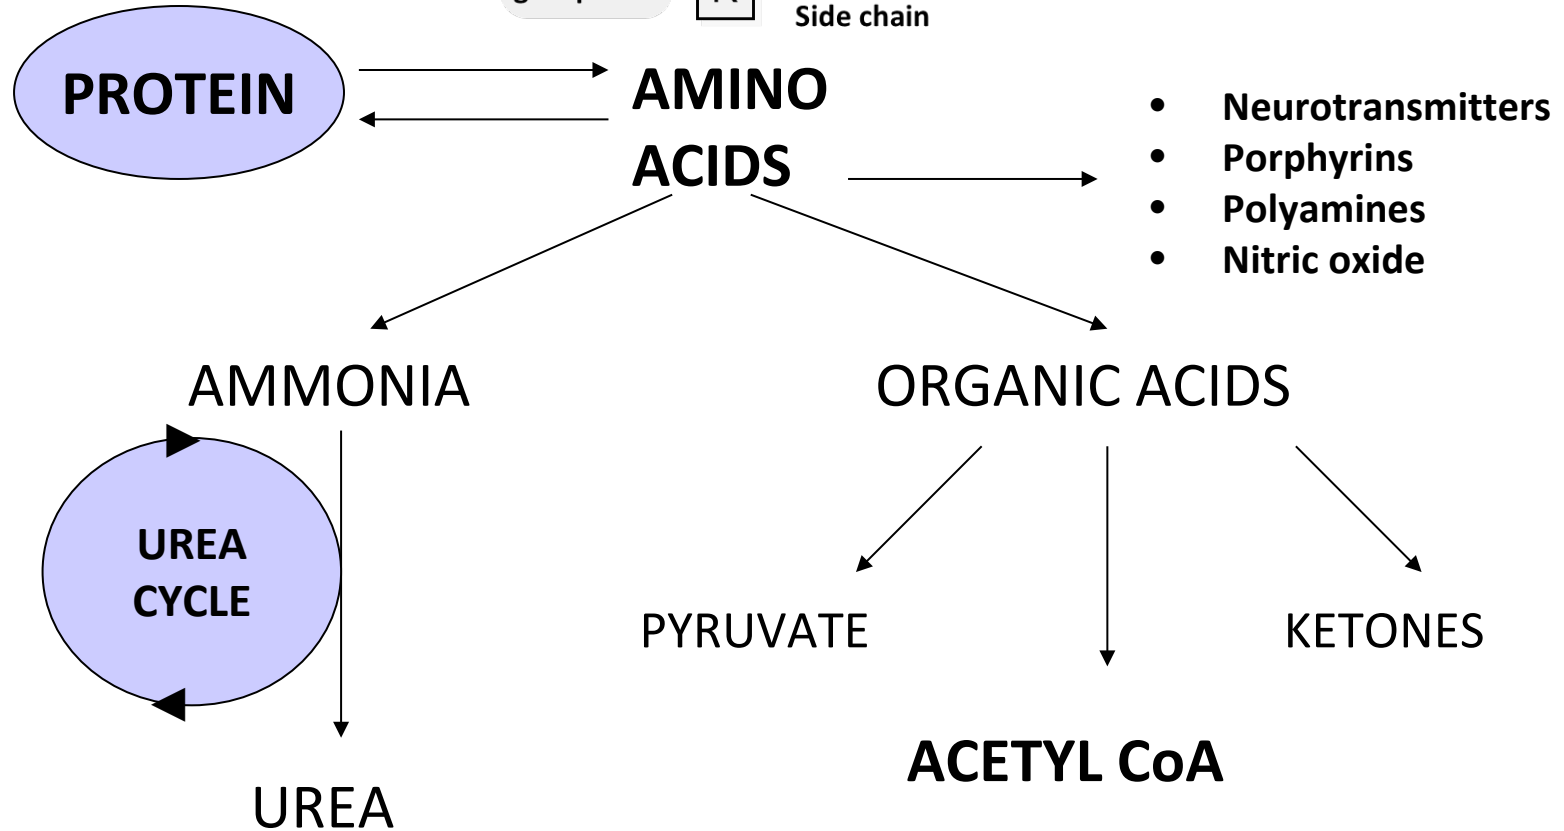 Side chain
PROTEIN
AMINO
ACIDS
• Neurotransmitters
• Porphyrins
• Polyamines
• Nitric oxide
AMMONIA
ORGANIC ACIDS
UREA
CYCLE
PYRUVATE
KETONES
ACETYL CoA
UREA